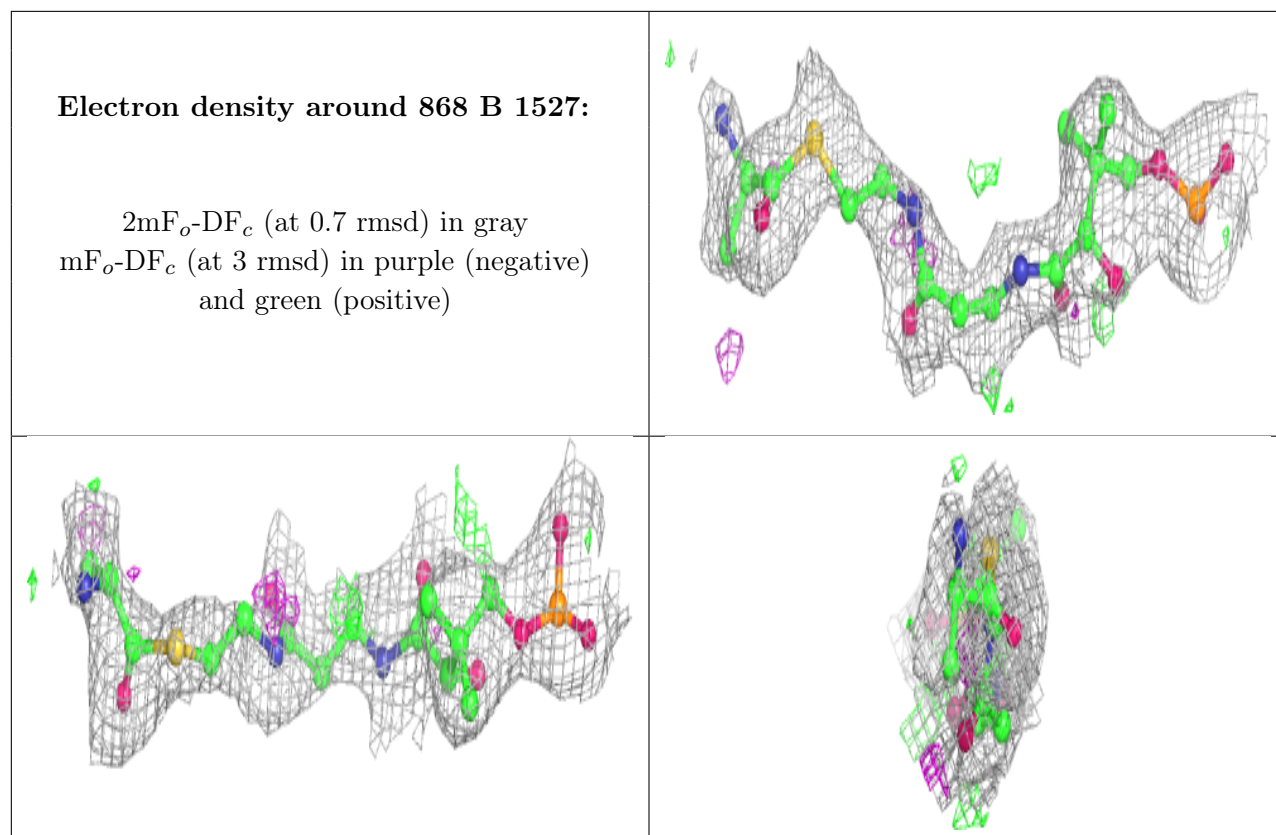 Electron density around 868 B 1527:
2mFo-DFc (at 0.7 rmsd) in gray
mFo-DFc (at 3 rmsd) in purple (negative)
and green (positive)